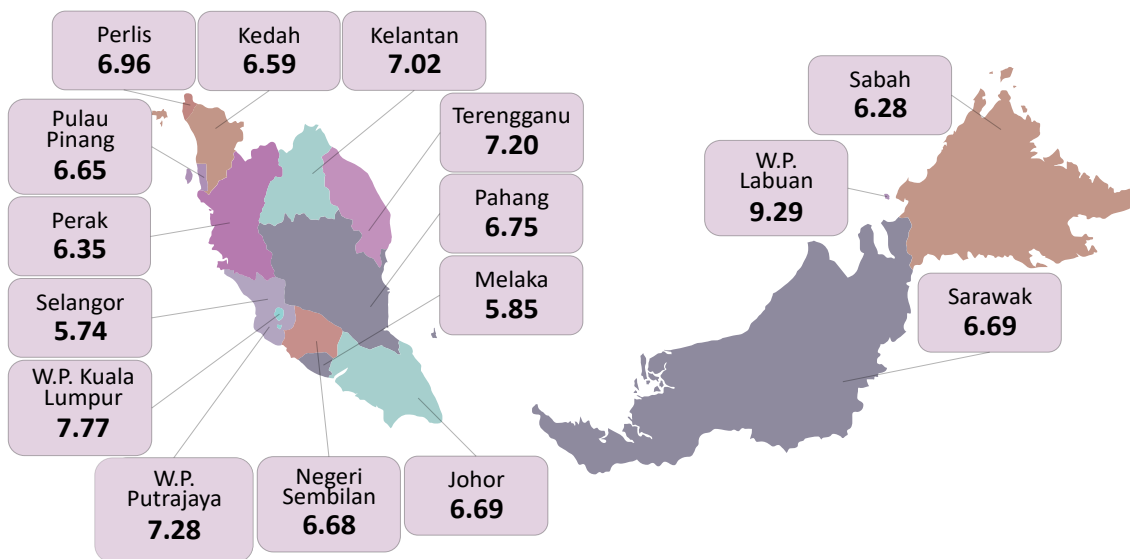 Perlis
6.96
Kedah
6.59
Kelantan
7.02
Pulau
Pinang
6.65
Terengganu
7.20
Perak
6.35
Pahang
6.75
Selangor
5.74
Melaka
5.85
W.P. Kuala
Lumpur
7.77
W.P.
Putrajaya
7.28
Negeri
Sembilan
6.68
Johor
6.69
Sabah
6.28
W.P.
Labuan
9.29
Sarawak
6.69